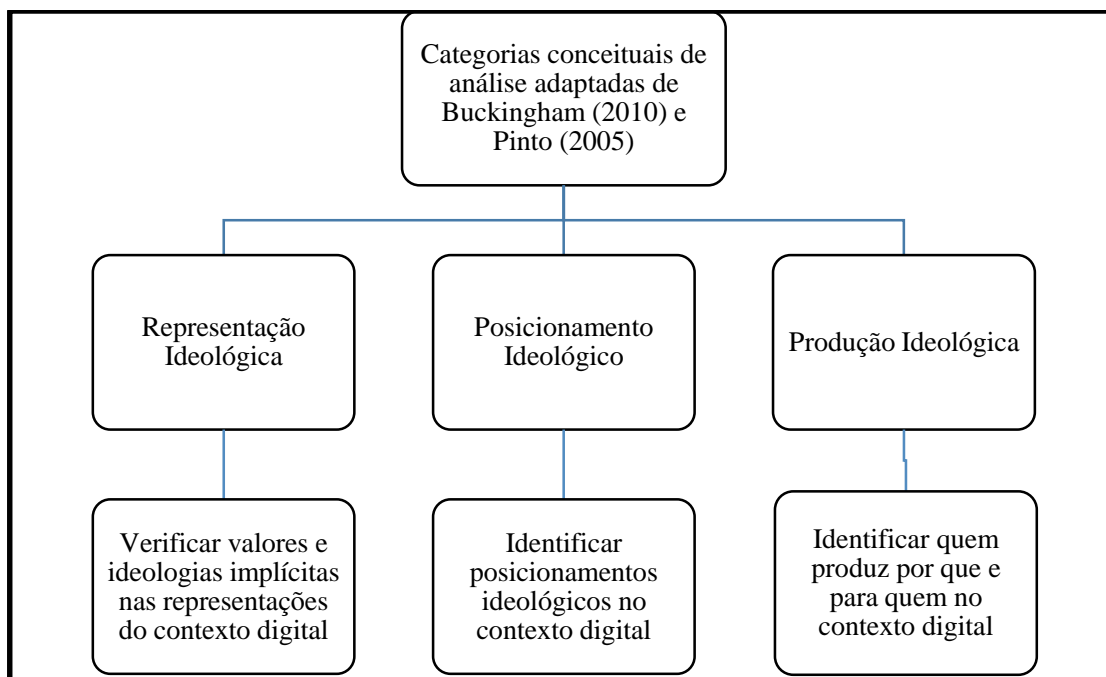 Categorias conceituais de
análise adaptadas de
Buckingham (2010) e
Pinto (2005)
Representação
Ideológica
Posicionamento
Ideológico
Produção Ideológica
Verificar valores e
ideologias implícitas
nas representações
do contexto digital
Identificar
posicionamentos
ideológicos no
contexto digital
Identificar quem
produz por que e
para quem no
contexto digital